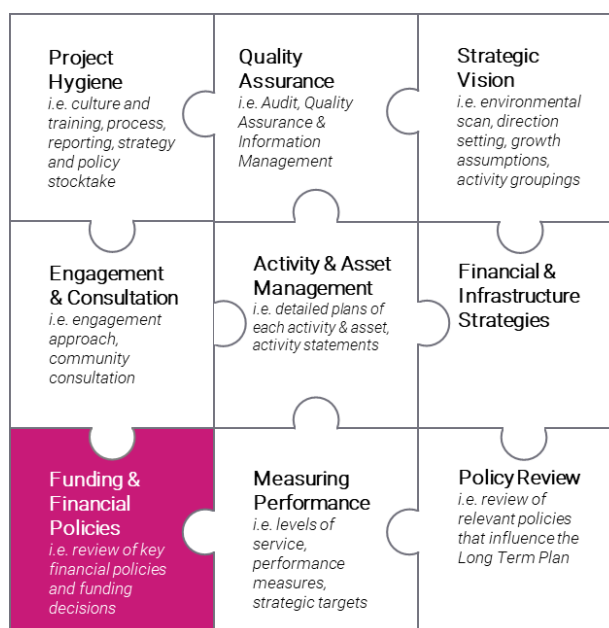 Project
Hygiene
i.e. culture and
training, process,
reporting, strategy
and policy
stocktake
Quality
Assurance
i.e. Audit, Quality
Assurance &
Information
Management
Strategic
Vision
i.e. environmental
scan, direction
setting, growth
assumptions,
activity groupings
Engagement
& Consultation
i.e. engagement
approach,
community
consultation
Activity & Asset
Management
i.e. detailed plans of
each activity & asset,
activity statements
Financial &
Infrastructure
Strategies
Funding &
Financial
Policies
i.e. review of key
financial policies
and funding
decisions
Measuring
Performance
i.e. levels of
service,
performance
measures,
strategic targets
Policy Review
i.e. review of
relevant policies
that influence the
Long Term Plan